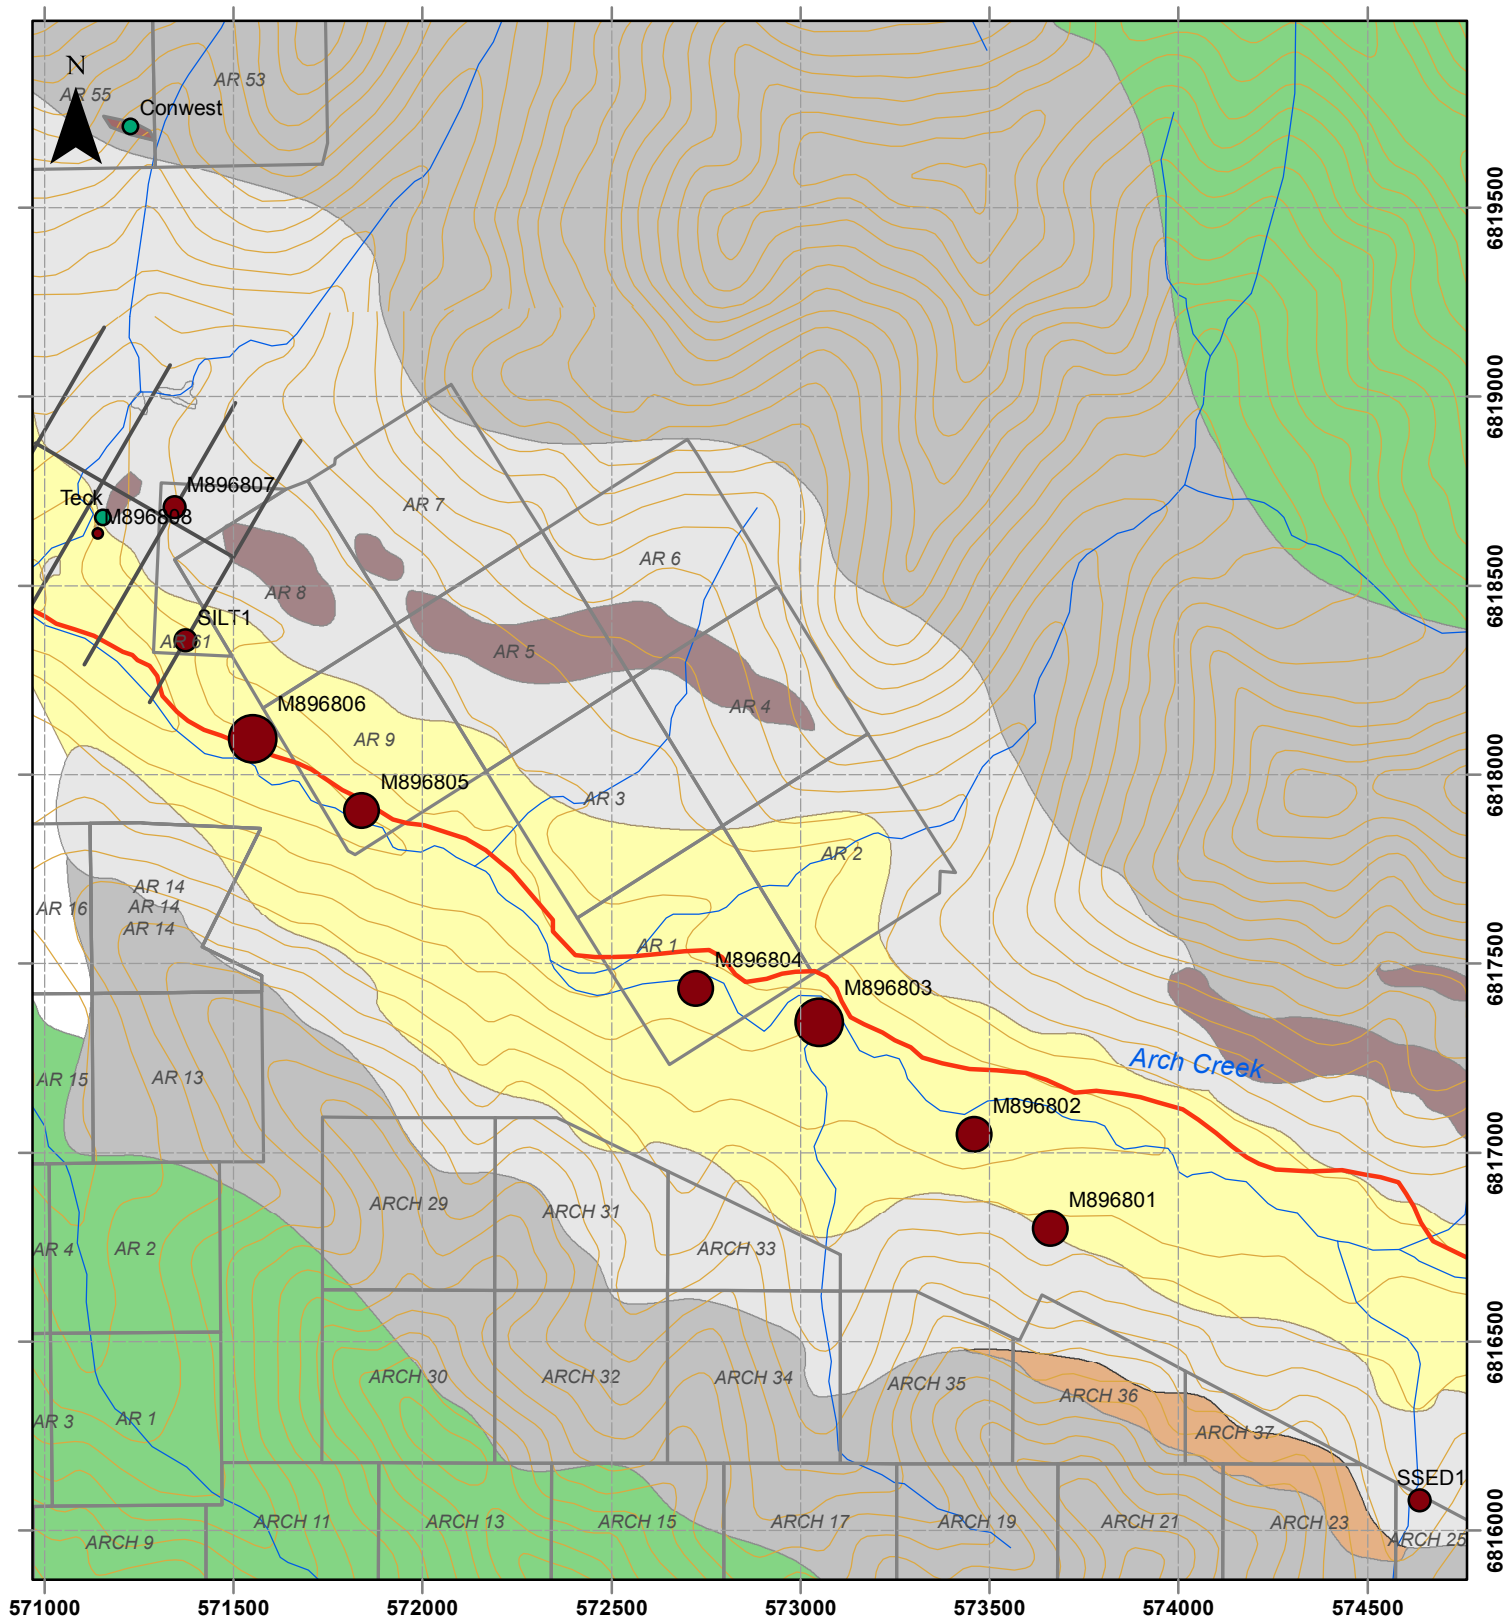 N
AR 53
AR 55
Conwest
6819500
6819000
M896807
Teck
M896808
AR 7
AR 6
6818500
AR 8
SILT1
AR 61
AR 5
M896806
AR 4
AR 9
6818000
M896805
AR 3
AR 2
AR 14
AR 16
AR 14
AR 14
AR 1
M896804
6817500
M896803
Arch Creek
AR 15
AR 13
M896802
6817000
ARCH 29
ARCH 31
M896801
AR 4
AR 2
ARCH 33
6816500
ARCH 30
ARCH 32
ARCH 34
ARCH 35
ARCH 36
AR 3
AR 1
ARCH 37
SSED1
ARCH 11
ARCH 13
ARCH 15
ARCH 17
ARCH 19
ARCH 21
ARCH 23
6816000
ARCH 9
ARCH 25
571000
571500
572000
572500
573000
573500
574000
574500